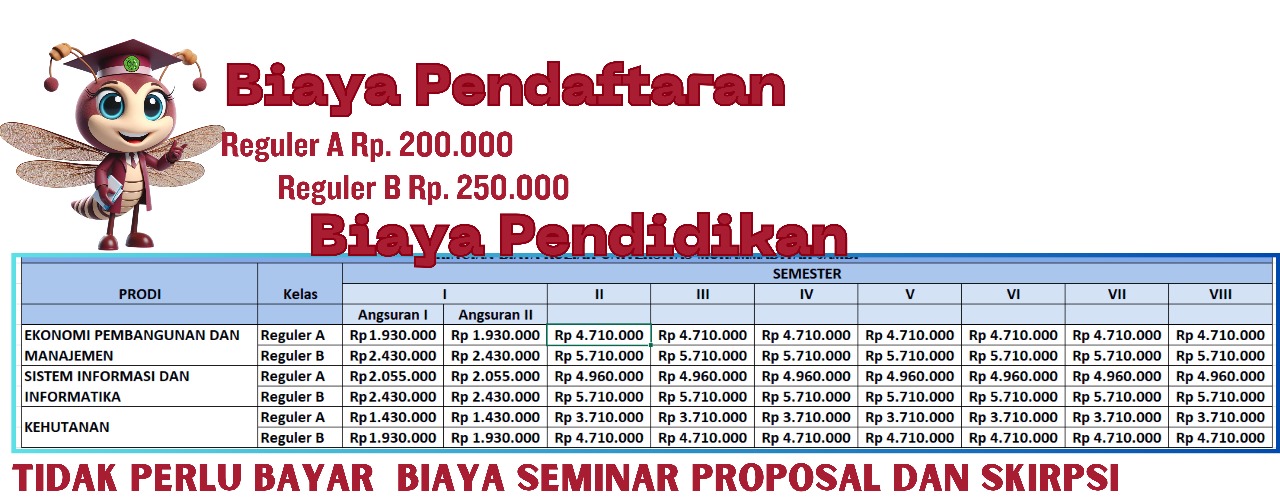 Biaya Pendaftaran
Reguler A Rp. 200.000
Reguler B Rp. 250.000
Biaya Pendidikan
SEMESTER
PRODI Kelas I II III IV V VI VII VIII
Angsuran I Angsuran II
EKONOMI PEMBANGUNAN DAN Reguler A Rp1.930.000 Rp 1.930.000 Rp 4.710.000 Rp 4.710.000 Rp 4.710.000 Rp 4.710.000 Rp 4.710.000 Rp 4.710.000 Rp 4.710.000
MANAJEMEN Reguler B Rp2.430.000 Rp 2.430.000 Rp 5.710.000 Rp 5.710.000 Rp 5.710.000 Rp 5.710.000 Rp 5.710.000 Rp 5.710.000 Rp 5.710.000
SISTEM INFORMASI DAN Reguler A Rp2.055.000 Rp 2.055.000 Rp 4.960.000 Rp 4.960.000 Rp 4.960.000 Rp 4.960.000 Rp 4.960.000 Rp 4.960.000 Rp 4.960.000
INFORMATIKA Reguler B Rp2.430.000 Rp 2.430.000 Rp 5.710.000 Rp 5.710.000 Rp 5.710.000 Rp 5.710.000 Rp 5.710.000 Rp 5.710.000 Rp 5.710.000
KEHUTANAN Reguler A Rp1.430.000 Rp 1.430.000 Rp 3.710.000 Rp 3.710.000 Rp 3.710.000 Rp 3.710.000 Rp 3.710.000 Rp 3.710.000 Rp 3.710.000
Reguler B Rp1.930.000 Rp 1.930.000 Rp 4.710.000 Rp 4.710.000 Rp 4.710.000 Rp 4.710.000 Rp 4.710.000 Rp 4.710.000 Rp 4.710.000
TIDAK PERLU BAYAR BIAYA SEMINAR PROPOSAL DAN SKIRPSI